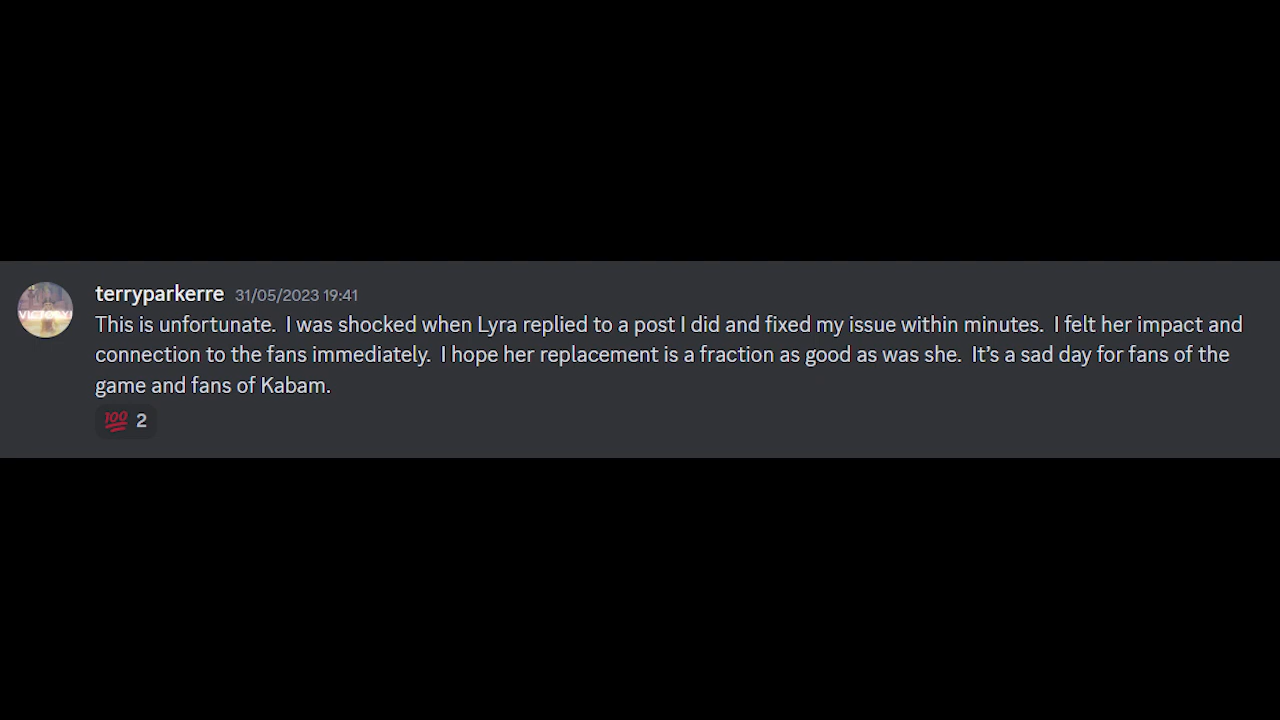 terryparkerre 31/05/2023 19:41
This is unfortunate.  I was shocked when Lyra replied to a post I did and fixed my issue within minutes.  I felt her impact and
connection to the fans immediately.  I hope her replacement is a fraction as good as was she.  It’s a sad day for fans of the
game and fans of Kabam.
💯 2
VICTORY!